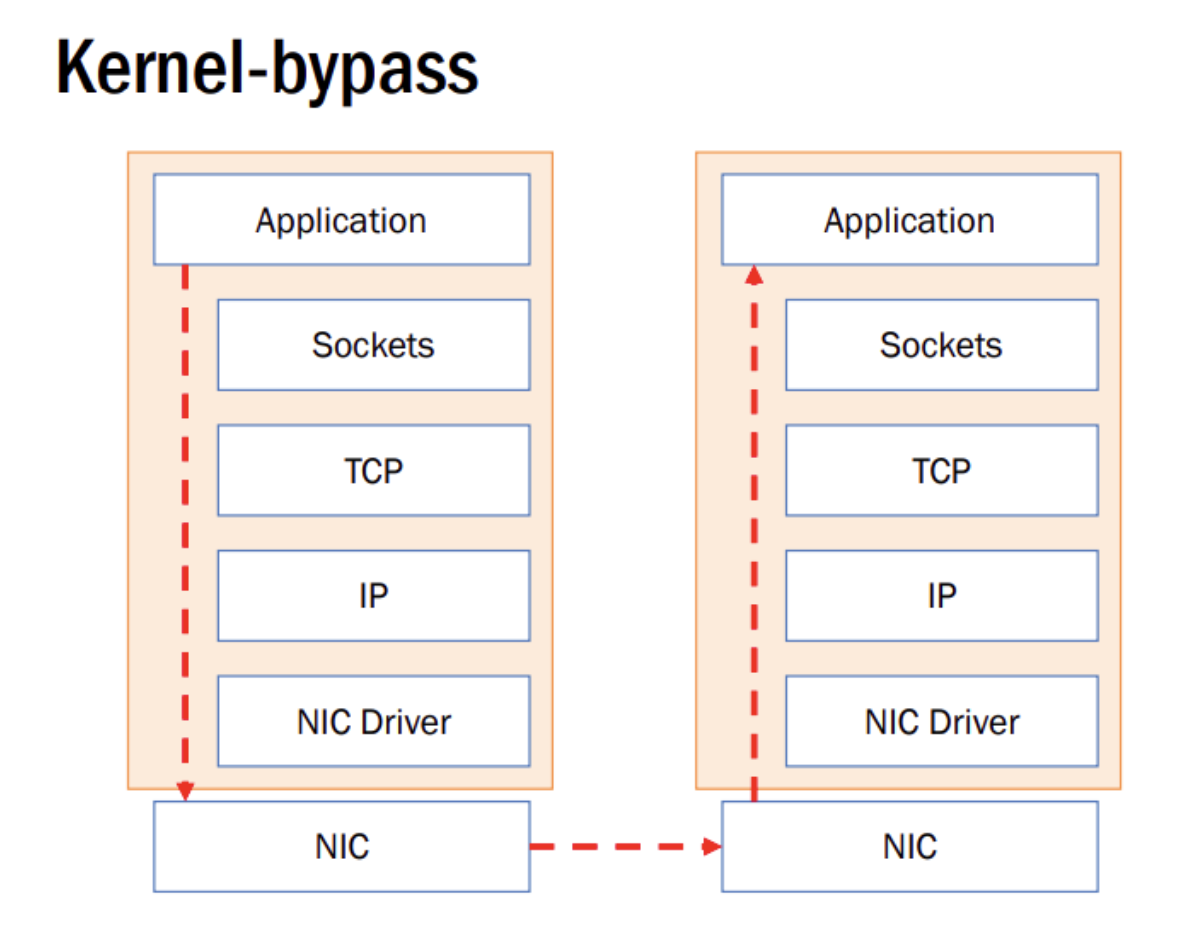 Kernel-bypass
Application
Sockets
TCP
IP
NIC Driver
NIC
Application
Sockets
TCP
IP
NIC Driver
NIC